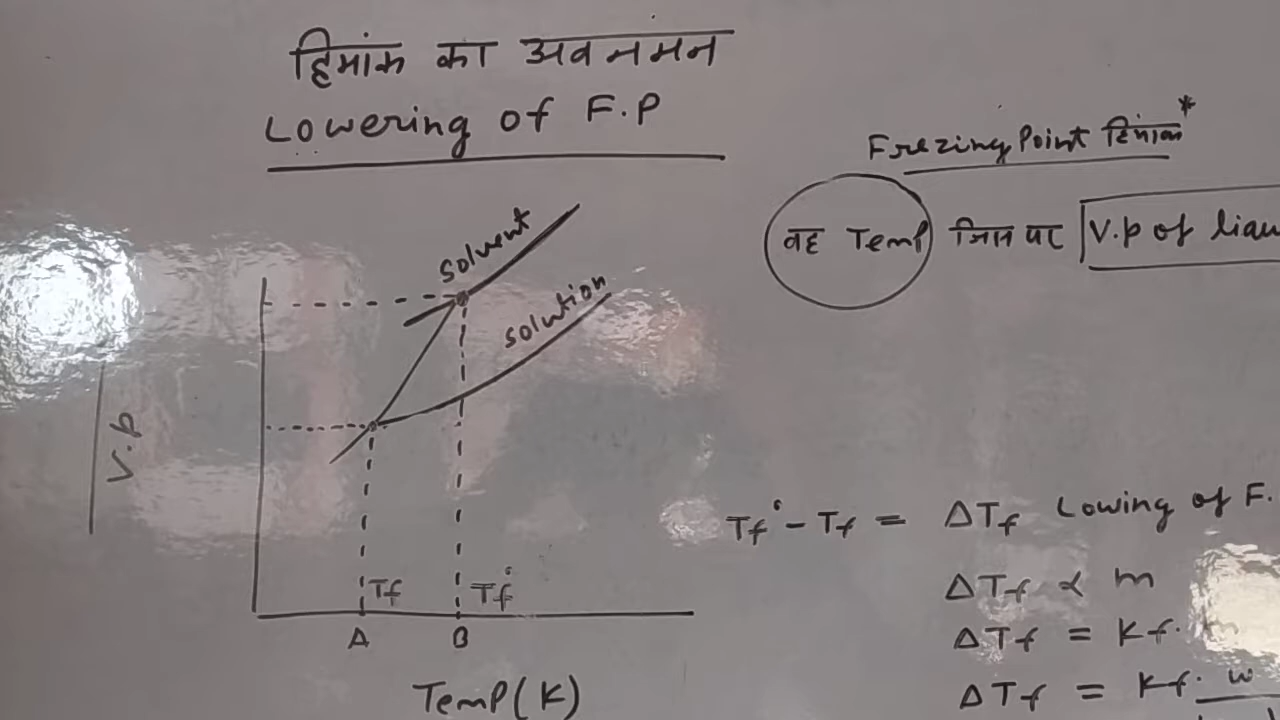 हिमांक का अवनमन
Lowering of F.P
Frezing Point हिमांक*
वह Temp जिस पर V.p of
solvent
solution
V.p
Tf
Tf°
A
B
Temp(K)
Tf° - Tf = ΔTf Lowing of F.
ΔTf ∝ m
ΔTf = Kf. m
ΔTf = Kf. w